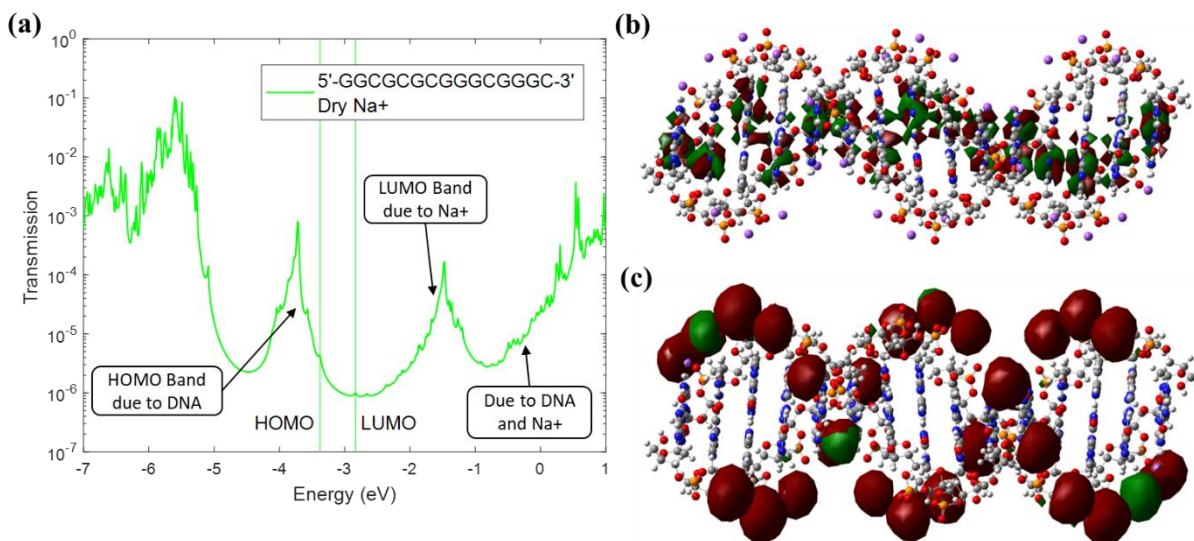 (a)
10^0
10^-1
10^-2
10^-3
10^-4
10^-5
10^-6
10^-7
Transmission
5'-GGCGCGCGGGCGGGC-3'
Dry Na+
LUMO Band
due to Na+
HOMO Band
due to DNA
Due to DNA
and Na+
HOMO
LUMO
-7 -6 -5 -4 -3 -2 -1 0 1
Energy (eV)
(b)
(c)